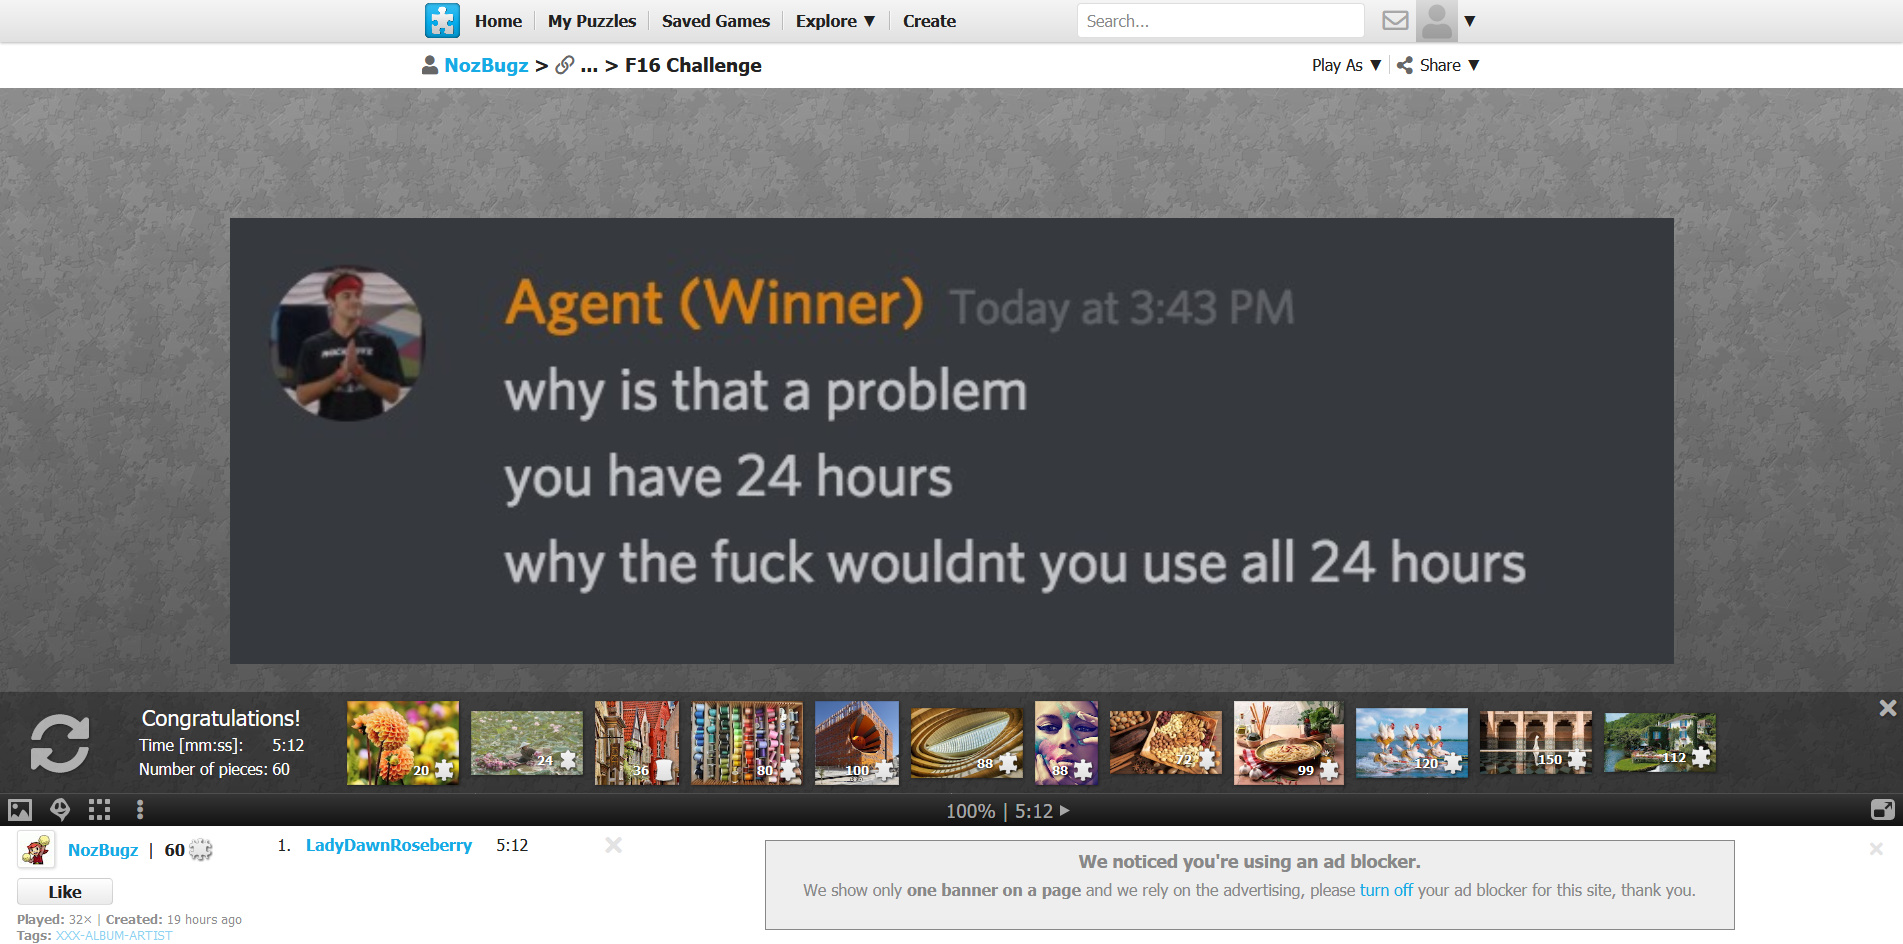 Home
My Puzzles
Saved Games
Explore ▼
Create
Search...
▼
NozBugz > ... > F16 Challenge
Play As ▼
Share ▼
Agent (Winner) Today at 3:43 PM
why is that a problem
you have 24 hours
why the fuck wouldnt you use all 24 hours
Congratulations!
Time [mm:ss]: 5:12
Number of pieces: 60
20
24
36
80
100
88
88
72
99
120
150
112
100% | 5:12
NozBugz | 60
Like
Played: 32× | Created: 19 hours ago
Tags: XXX-ALBUM-ARTIST
1. LadyDawnRoseberry 5:12
We noticed you're using an ad blocker.
We show only one banner on a page and we rely on the advertising, please turn off your ad blocker for this site, thank you.